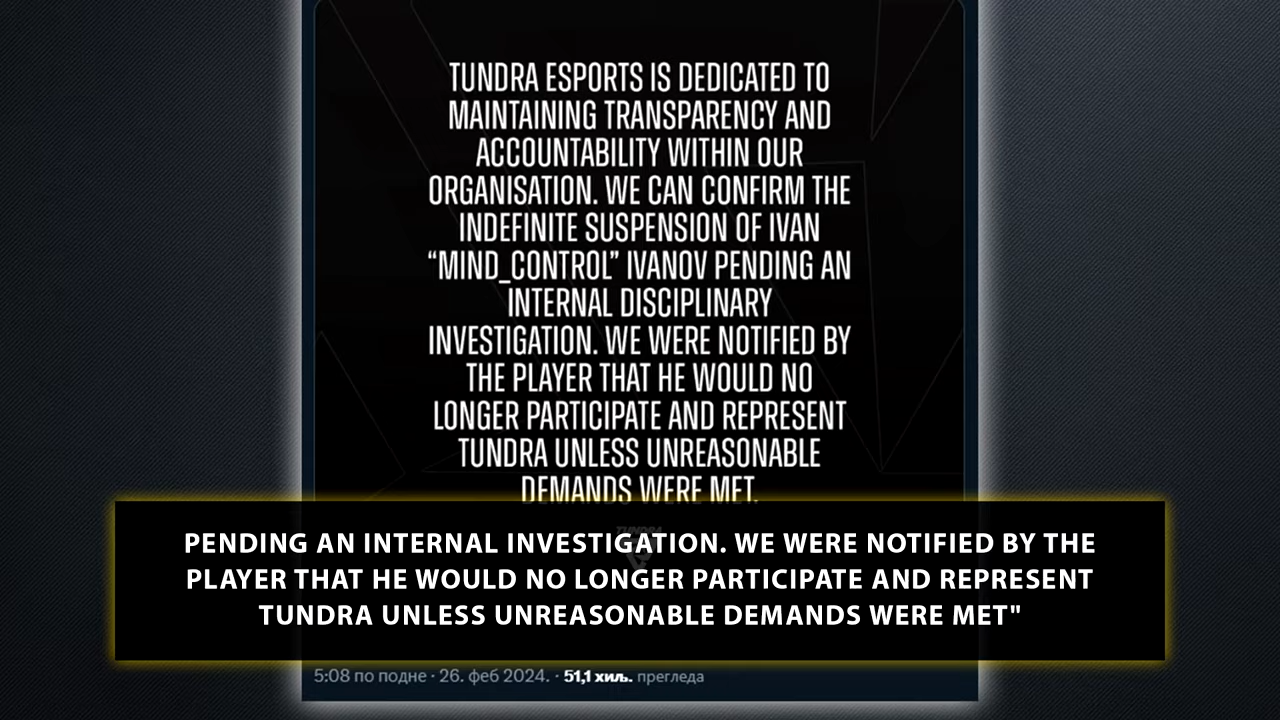 TUNDRA ESPORTS IS DEDICATED TO
MAINTAINING TRANSPARENCY AND
ACCOUNTABILITY WITHIN OUR
ORGANISATION. WE CAN CONFIRM THE
INDEFINITE SUSPENSION OF IVAN
“MIND_CONTROL” IVANOV PENDING AN
INTERNAL DISCIPLINARY
INVESTIGATION. WE WERE NOTIFIED BY
THE PLAYER THAT HE WOULD NO
LONGER PARTICIPATE AND REPRESENT
TUNDRA UNLESS UNREASONABLE
DEMANDS WERE MET.
TUNDRA
PENDING AN INTERNAL INVESTIGATION. WE WERE NOTIFIED BY THE
PLAYER THAT HE WOULD NO LONGER PARTICIPATE AND REPRESENT
TUNDRA UNLESS UNREASONABLE DEMANDS WERE MET"
5:08 по подне · 26. феб 2024. · 51,1 хиљ. прегледа